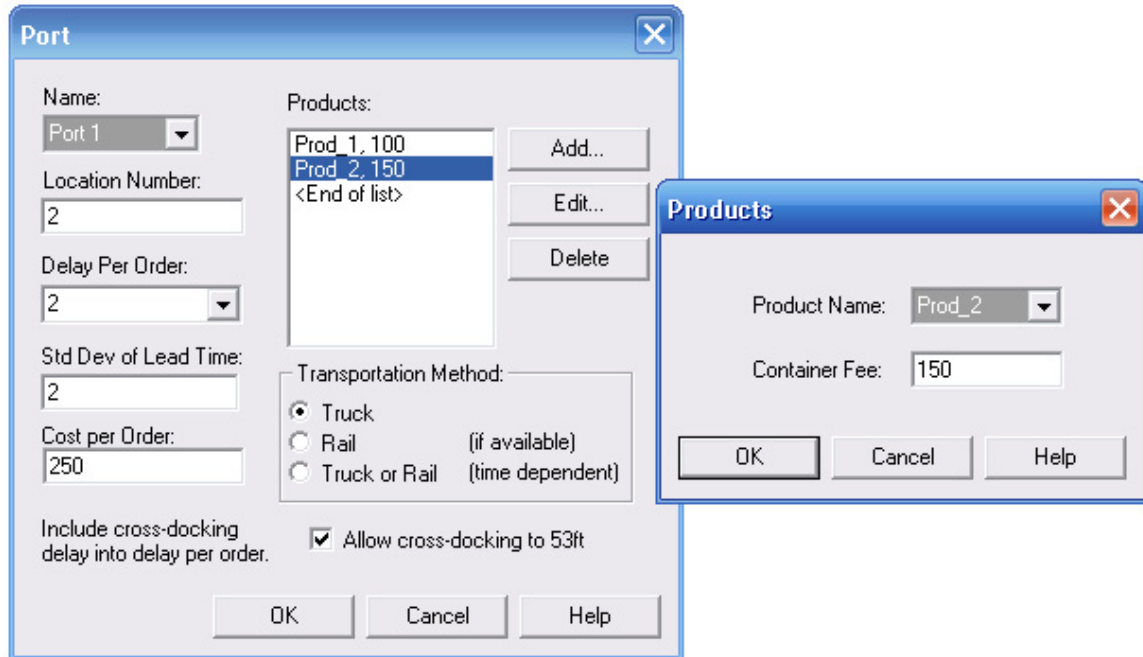 Port
Name:
Port 1
Location Number:
2
Delay Per Order:
2
Std Dev of Lead Time:
2
Cost per Order:
250
Include cross-docking
delay into delay per order.
Products:
Prod_1, 100
Prod_2, 150
<End of list>
Add...
Edit...
Delete
Transportation Method:
Truck
Rail (if available)
Truck or Rail (time dependent)
Allow cross-docking to 53ft
OK Cancel Help
Products
Product Name: Prod_2
Container Fee: 150
OK Cancel Help